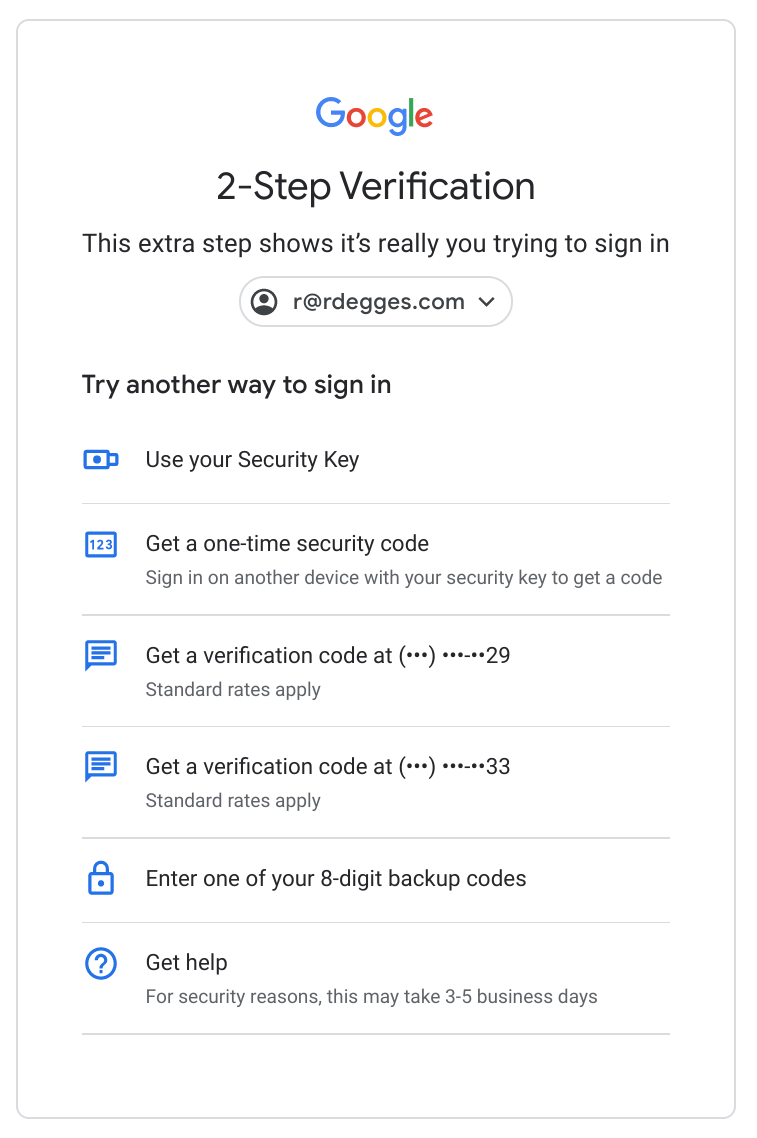 Google
2-Step Verification
This extra step shows it’s really you trying to sign in
r@rdegges.com
Try another way to sign in
Use your Security Key
123
Get a one-time security code
Sign in on another device with your security key to get a code
Get a verification code at (•••) •••-••29
Standard rates apply
Get a verification code at (•••) •••-••33
Standard rates apply
Enter one of your 8-digit backup codes
Get help
For security reasons, this may take 3-5 business days